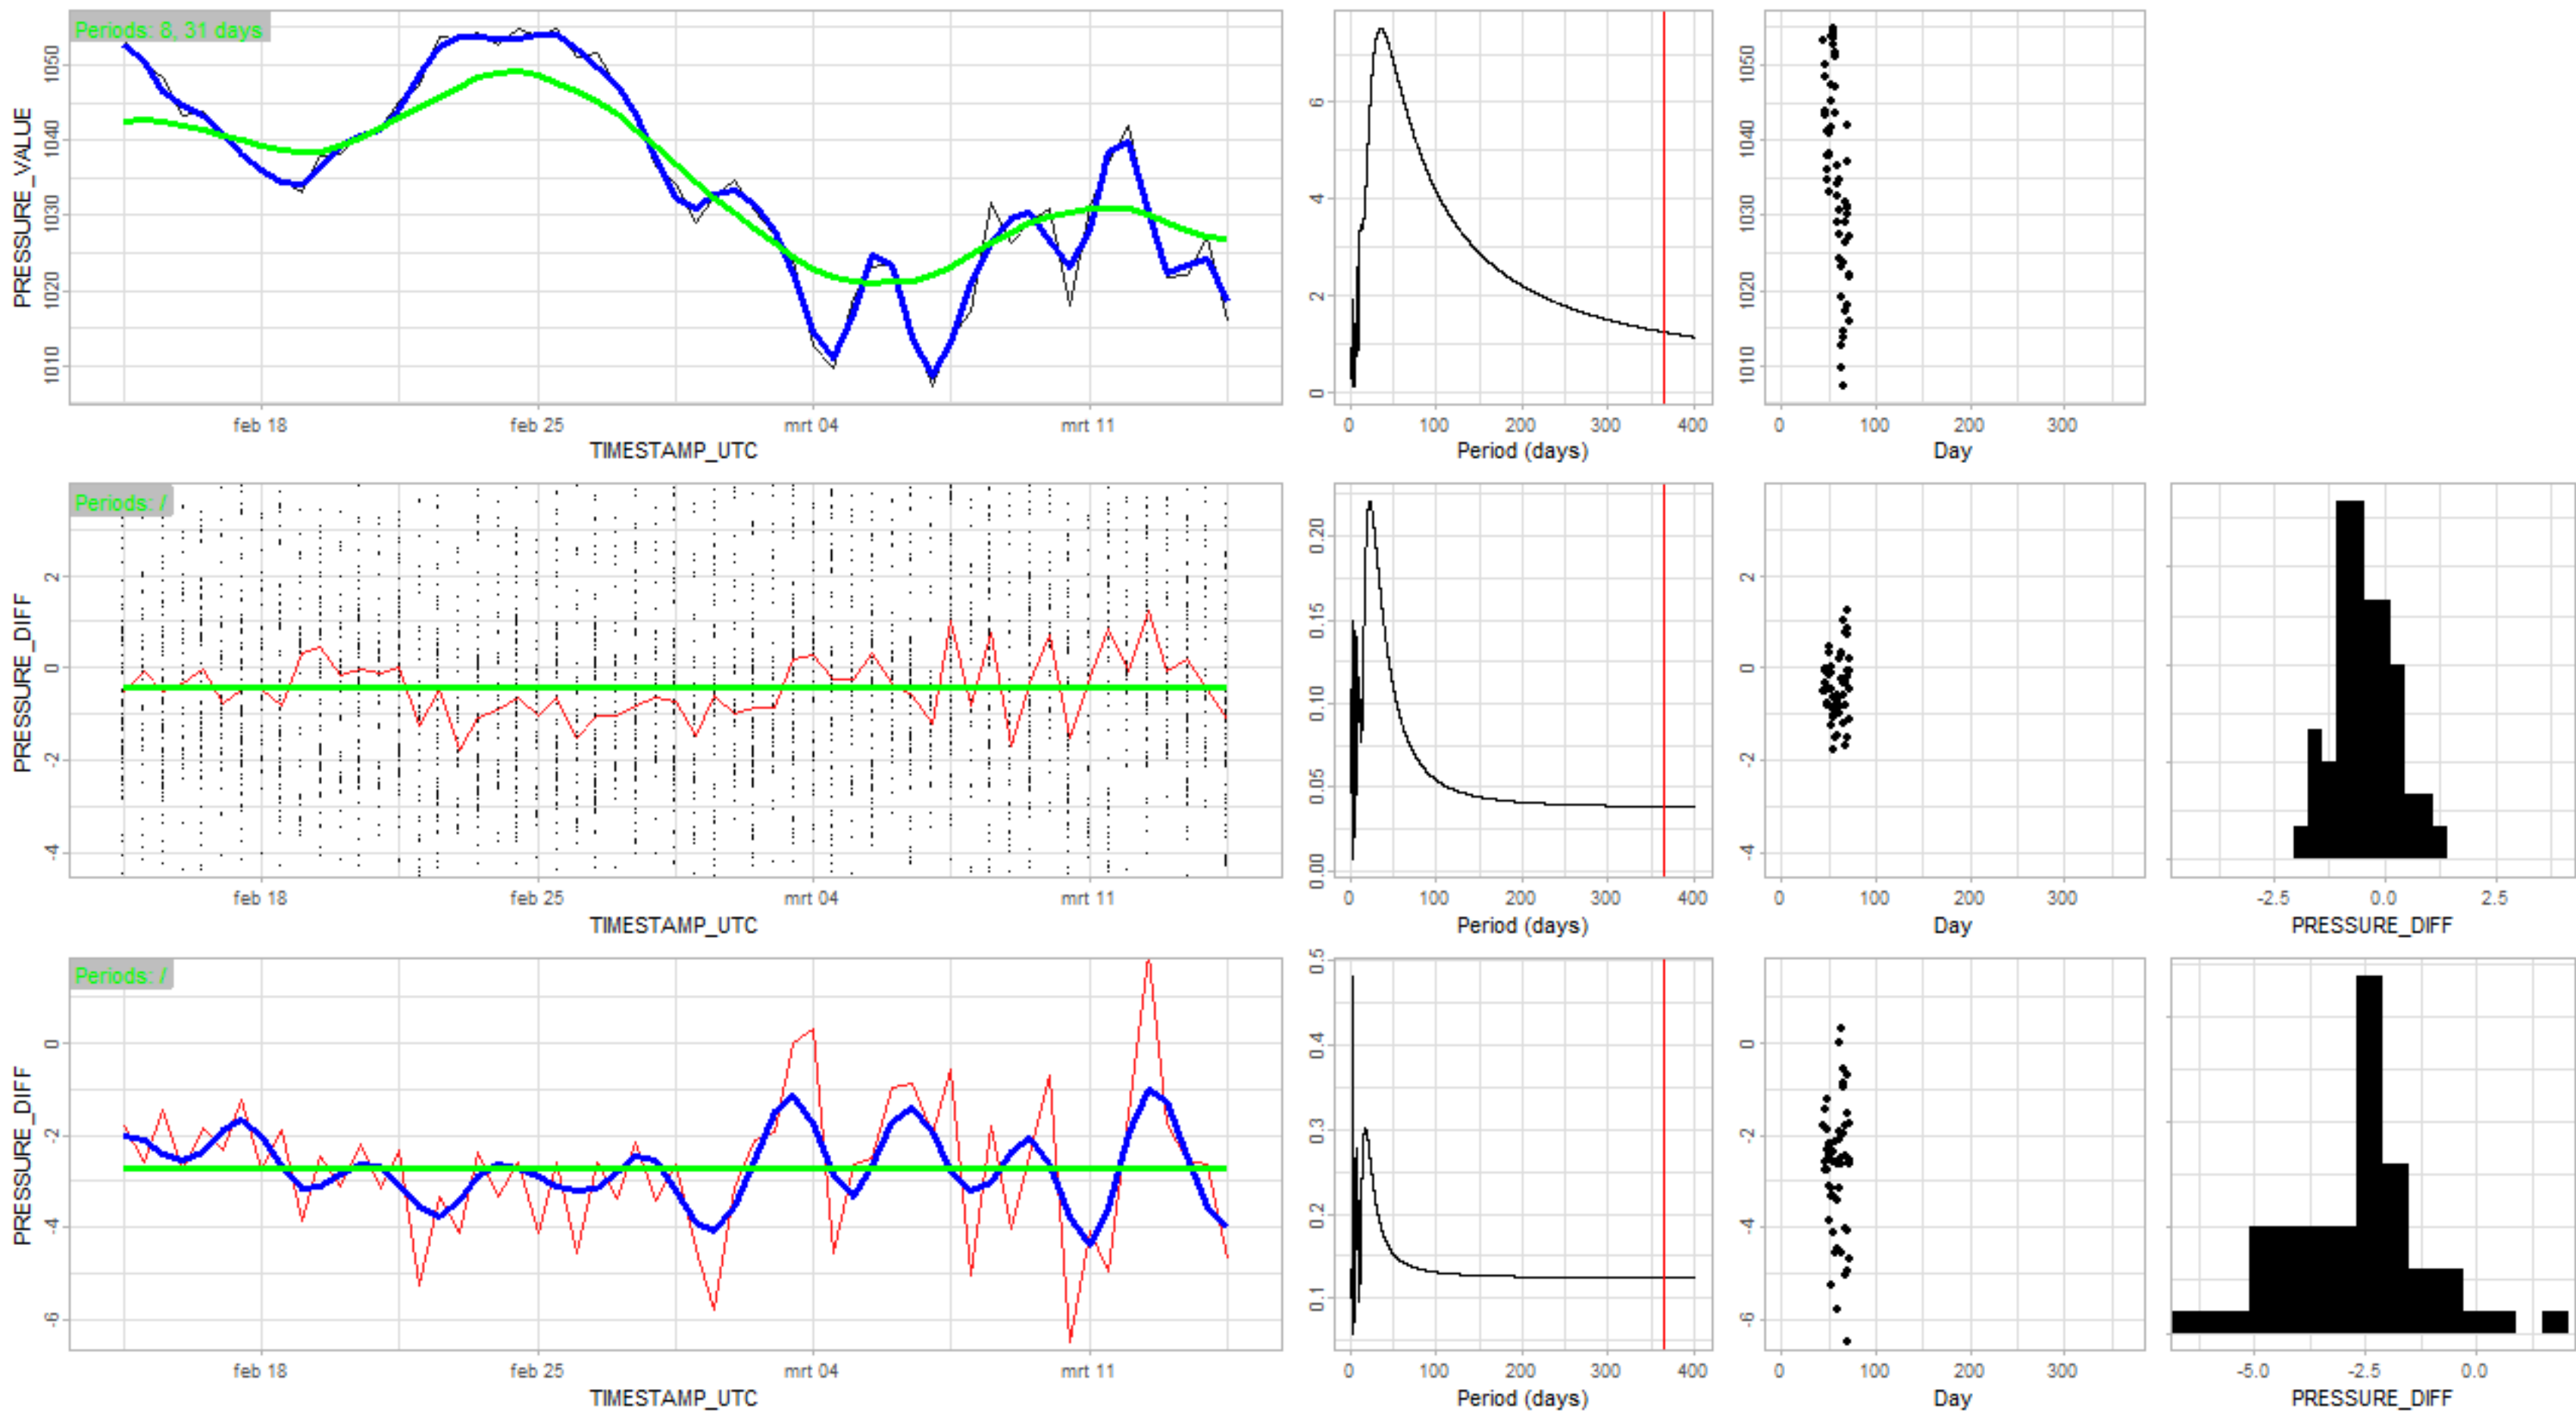 Periods: 8, 31 days
PRESSURE_VALUE
1050
1040
1030
1020
1010
feb 18
feb 25
mrt 04
mrt 11
TIMESTAMP_UTC
6
4
2
0
0
100
200
300
400
Period (days)
1050
1040
1030
1020
1010
0
100
200
300
Day
Periods: /
PRESSURE_DIFF
2
0
-2
-4
feb 18
feb 25
mrt 04
mrt 11
TIMESTAMP_UTC
0.20
0.15
0.10
0.05
0.00
0
100
200
300
400
Period (days)
2
0
-2
-4
0
100
200
300
Day
-2.5
0.0
2.5
PRESSURE_DIFF
Periods: /
PRESSURE_DIFF
0
-2
-4
-6
feb 18
feb 25
mrt 04
mrt 11
TIMESTAMP_UTC
0.5
0.4
0.3
0.2
0.1
0
100
200
300
400
Period (days)
0
-2
-4
-6
0
100
200
300
Day
-5.0
-2.5
0.0
PRESSURE_DIFF